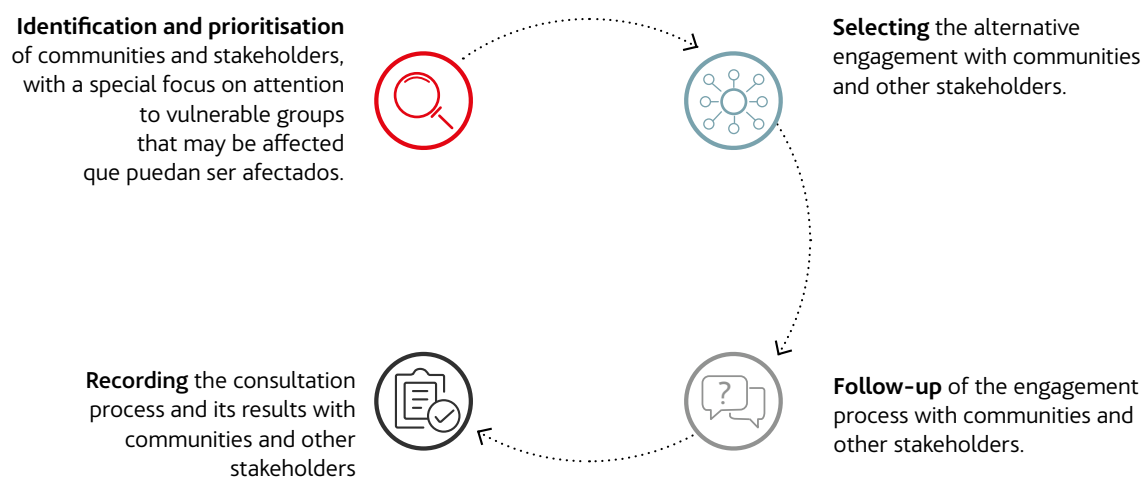 Identification and prioritisation
of communities and stakeholders,
with a special focus on attention
to vulnerable groups
that may be affected
que puedan ser afectados.
Selecting the alternative
engagement with communities
and other stakeholders.
Follow-up of the engagement
process with communities and
other stakeholders.
?
Recording the consultation
process and its results with
communities and other
stakeholders